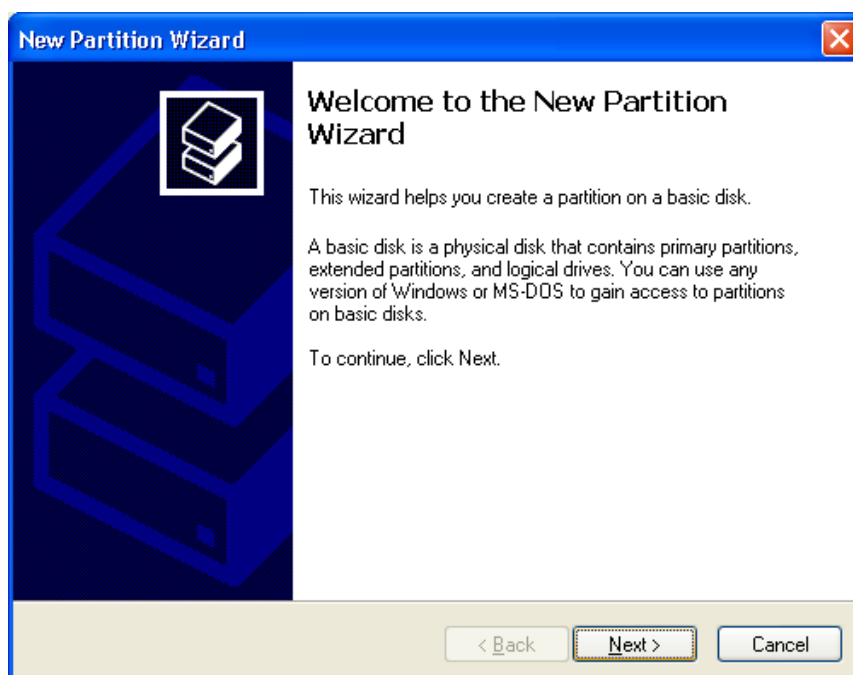 New Partition Wizard
Welcome to the New Partition
Wizard
This wizard helps you create a partition on a basic disk.
A basic disk is a physical disk that contains primary partitions,
extended partitions, and logical drives. You can use any
version of Windows or MS-DOS to gain access to partitions
on basic disks.
To continue, click Next.
< Back
Next >
Cancel